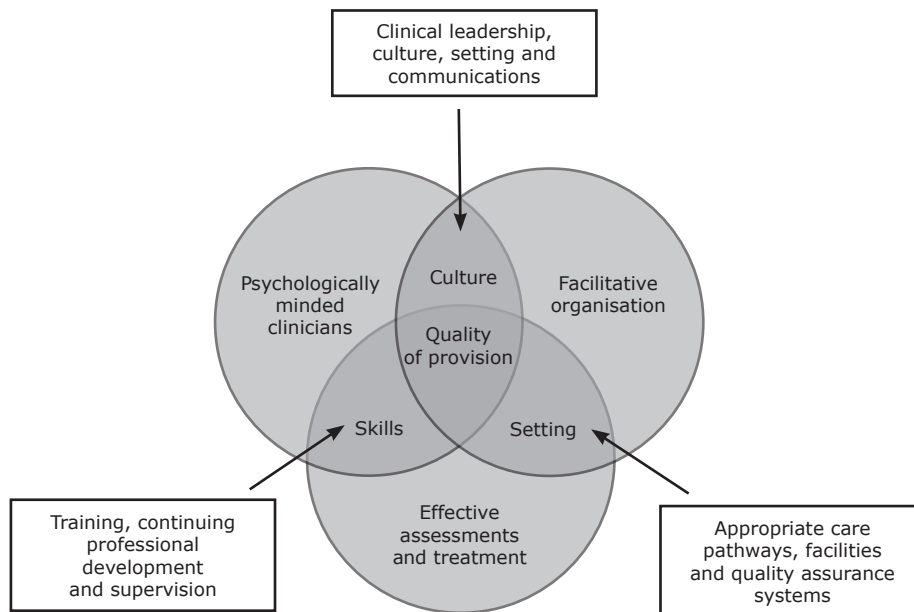 Clinical leadership,
culture, setting and
communications
Psychologically
minded
clinicians
Culture
Facilitative
organisation
Quality
of provision
Skills
Setting
Training, continuing
professional
development
and supervision
Effective
assessments
and treatment
Appropriate care
pathways, facilities
and quality assurance
systems